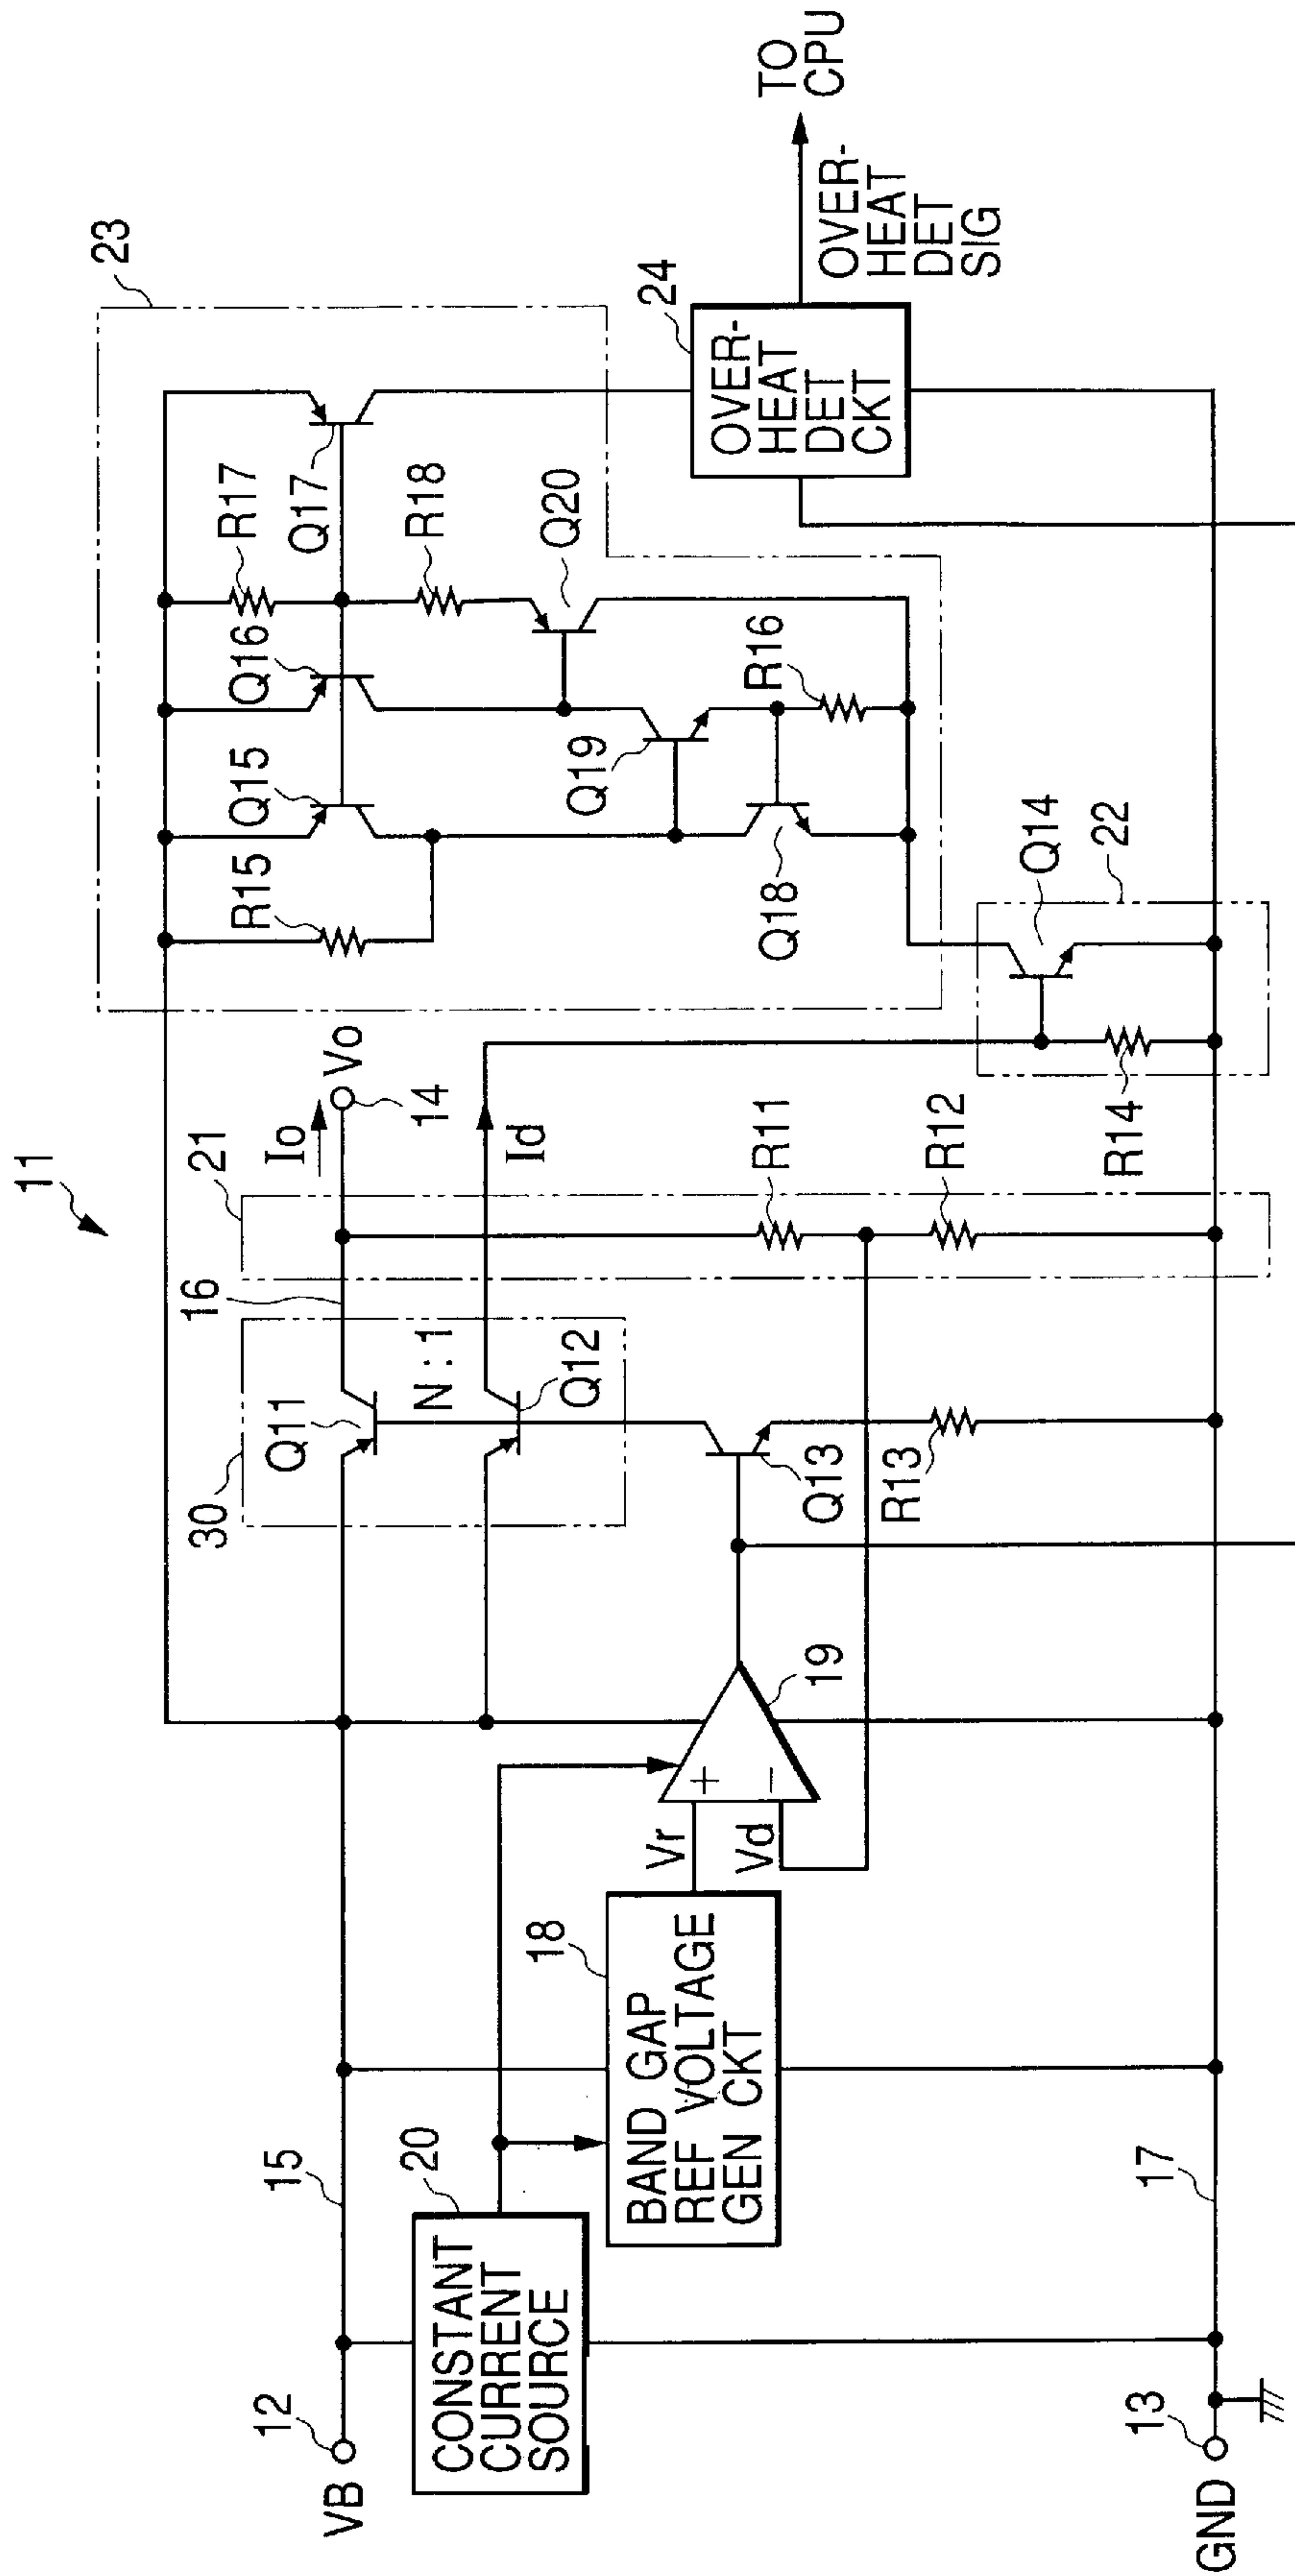 11
VB
12
15
CONSTANT
CURRENT
SOURCE
20
BAND GAP
REF VOLTAGE
GEN CKT
18
Vr
Vd
+
−
19
30
Q11
N : 1
Q12
16
21
Io
Vo
14
Id
Q13
R13
R11
R12
R14
Q14
22
23
R15
Q15
Q16
R17
Q17
R18
Q20
Q19
Q18
R16
24
OVER-
HEAT
DET
CKT
OVER-
HEAT
DET
SIG
TO
CPU
GND
13
17